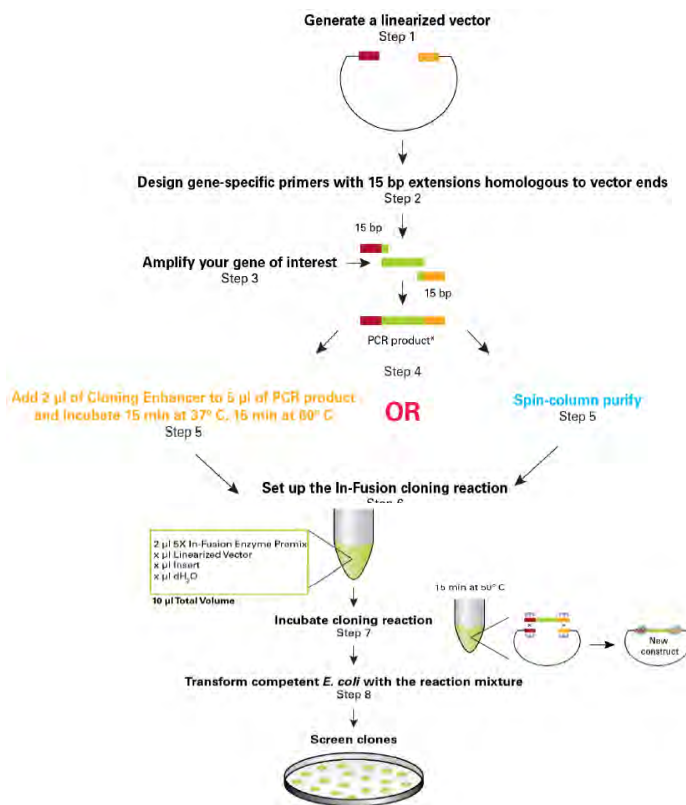 Generate a linearized vector
Step 1
Design gene-specific primers with 15 bp extensions homologous to vector ends
Step 2
15 bp
Amplify your gene of interest
Step 3
15 bp
PCR product*
Step 4
Add 2 µl of Cloning Enhancer to 5 µl of PCR product
and incubate 15 min at 37º C, 15 min at 80º C
Step 5
OR
Spin-column purify
Step 5
Set up the In-Fusion cloning reaction
Step 6
2 µl 5X In-Fusion Enzyme Premix
x µl Linearized Vector
x µl Insert
x µl dH2O
10 µl Total Volume
15 min at 50º C
Incubate cloning reaction
Step 7
New
construct
Transform competent E. coli with the reaction mixture
Step 8
Screen clones